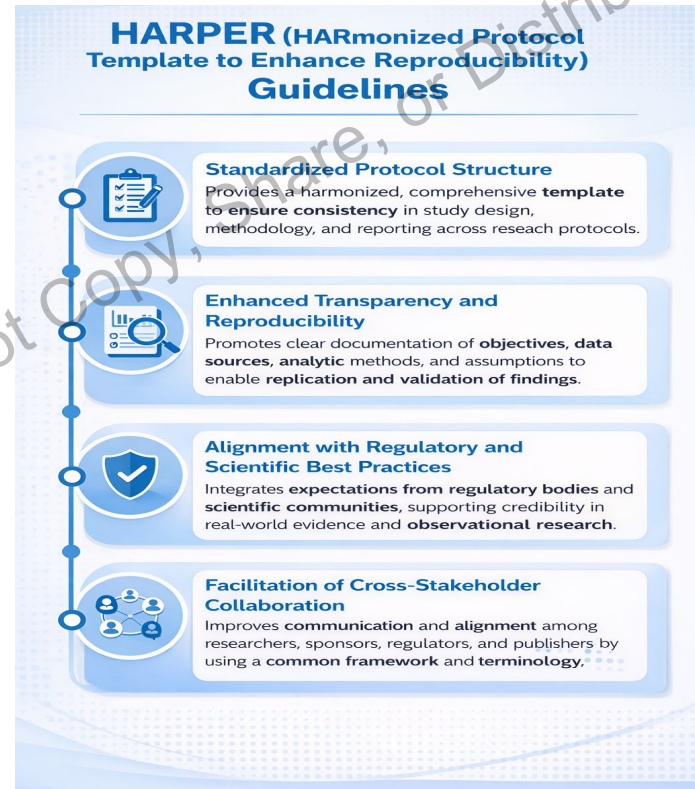 HARPER (HARmonized Protocol
Template to Enhance Reproducibility)
Guidelines
Standardized Protocol Structure
Provides a harmonized, comprehensive template
to ensure consistency in study design,
methodology, and reporting across reseach protocols.
Enhanced Transparency and
Reproducibility
Promotes clear documentation of objectives, data
sources, analytic methods, and assumptions to
enable replication and validation of findings.
Alignment with Regulatory and
Scientific Best Practices
Integrates expectations from regulatory bodies and
scientific communities, supporting credibility in
real-world evidence and observational research.
Facilitation of Cross-Stakeholder
Collaboration
Improves communication and alignment among
researchers, sponsors, regulators, and publishers by
using a common framework and terminology,
Copy, Share, or